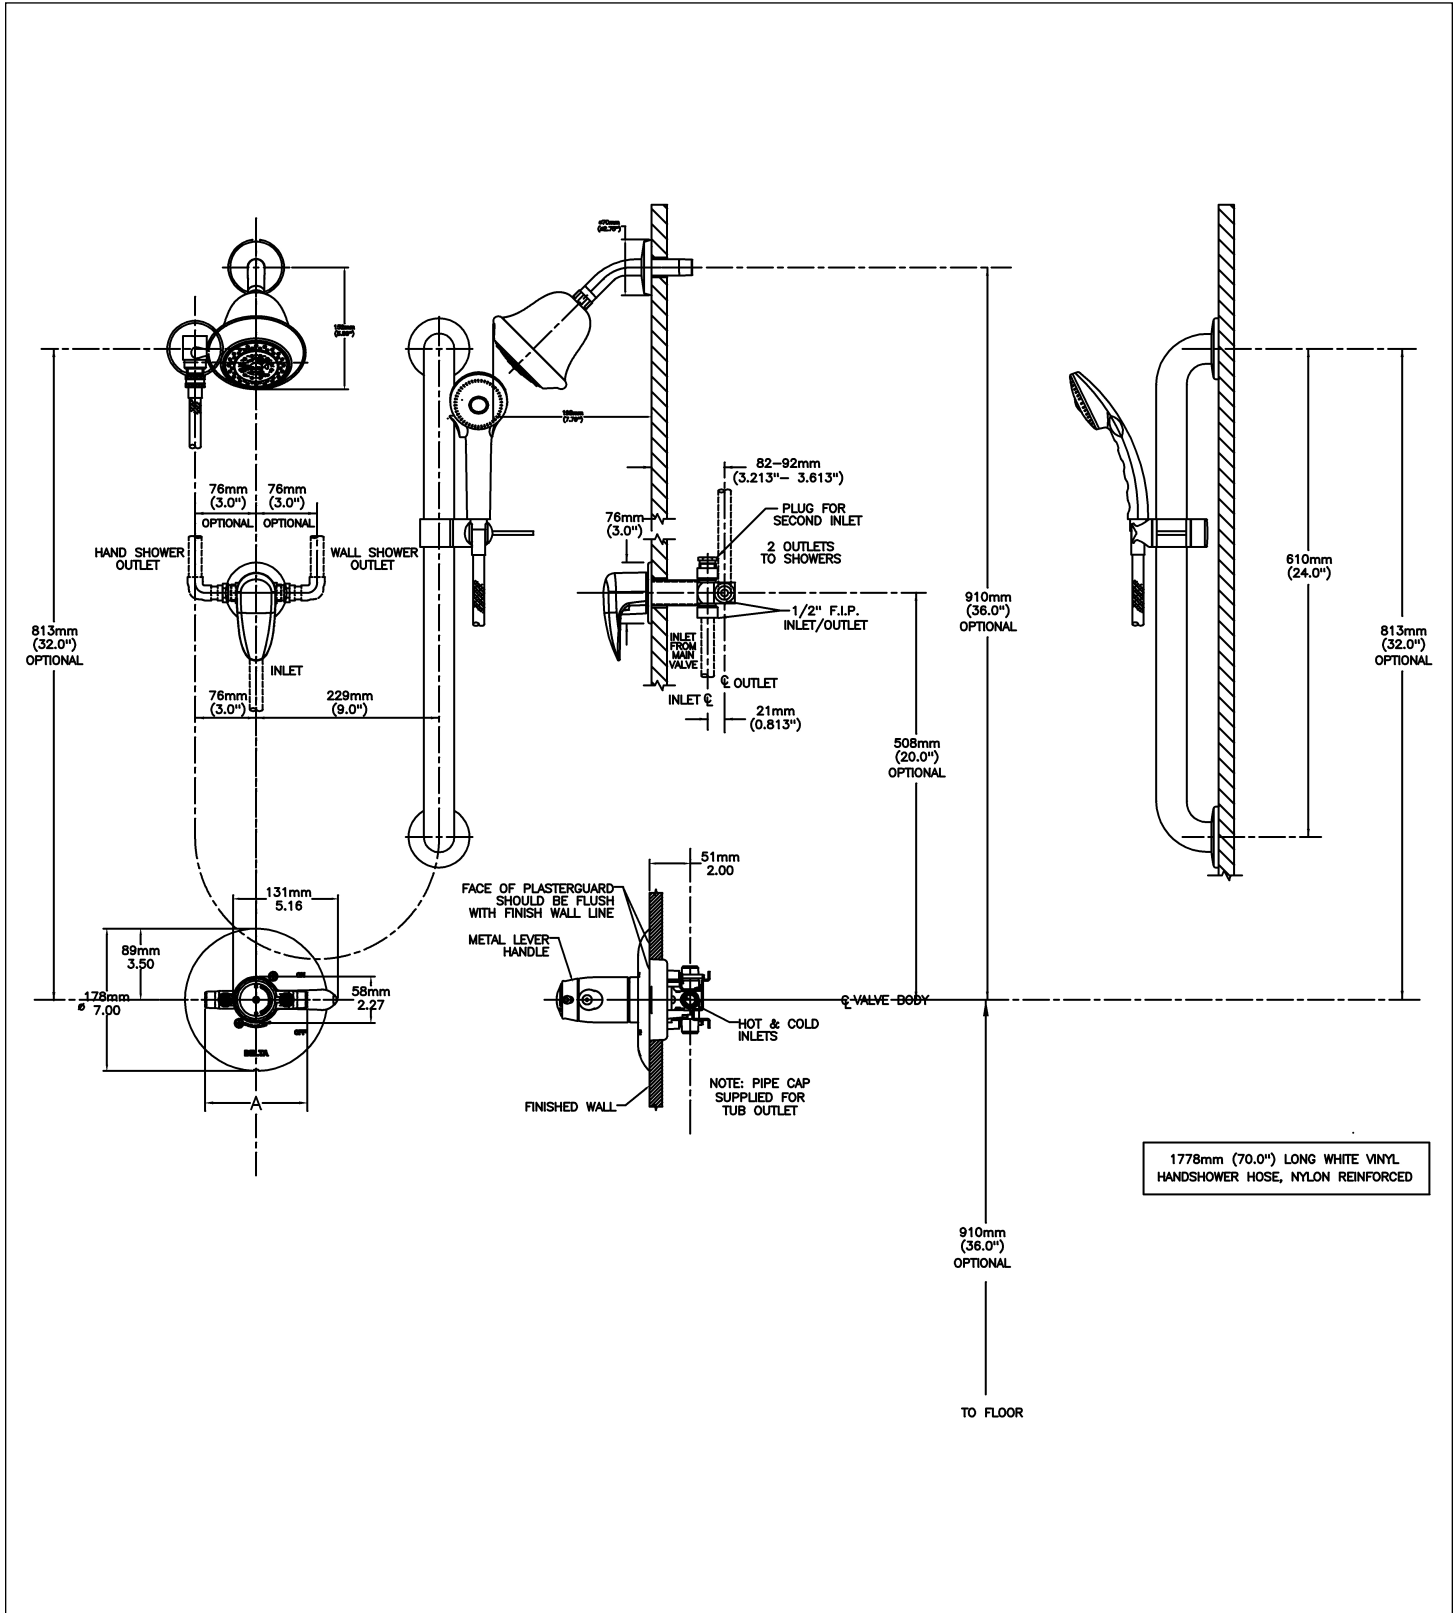 76mm
(3.0")
OPTIONAL
76mm
(3.0")
OPTIONAL
HAND SHOWER
OUTLET
WALL SHOWER
OUTLET
813mm
(32.0")
OPTIONAL
INLET
76mm
(3.0")
229mm
(9.0")
82-92mm
(3.213"- 3.613")
PLUG FOR
SECOND INLET
2 OUTLETS
TO SHOWERS
76mm
(3.0")
1/2" F.I.P.
INLET/OUTLET
INLET
FROM
MAIN
VALVE
℄ OUTLET
INLET ℄
21mm
(0.813")
910mm
(36.0")
OPTIONAL
508mm
(20.0")
OPTIONAL
610mm
(24.0")
813mm
(32.0")
OPTIONAL
131mm
5.16
89mm
3.50
ø 178mm
7.00
58mm
2.27
ON
OFF
DELTA
A
51mm
2.00
FACE OF PLASTERGUARD
SHOULD BE FLUSH
WITH FINISH WALL LINE
METAL LEVER
HANDLE
℄ VALVE BODY
HOT & COLD
INLETS
NOTE: PIPE CAP
SUPPLIED FOR
TUB OUTLET
FINISHED WALL
1778mm (70.0") LONG WHITE VINYL
HANDSHOWER HOSE, NYLON REINFORCED
910mm
(36.0")
OPTIONAL
TO FLOOR